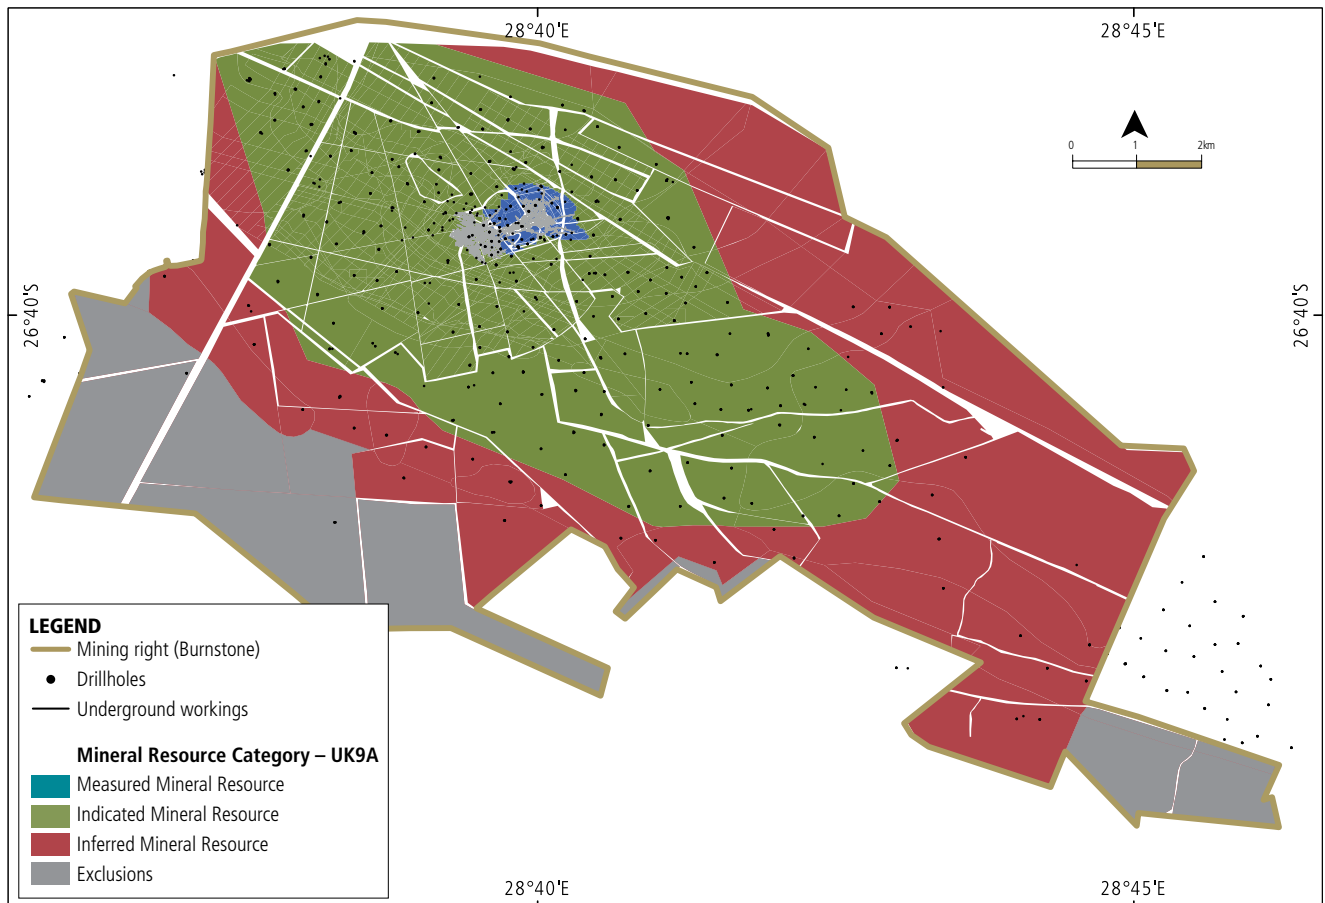 28°40'E
28°45'E
0
1
2km
26°40'S
26°40'S
LEGEND
Mining right (Burnstone)
Drillholes
Underground workings
Mineral Resource Category – UK9A
Measured Mineral Resource
Indicated Mineral Resource
Inferred Mineral Resource
Exclusions
28°40'E
28°45'E